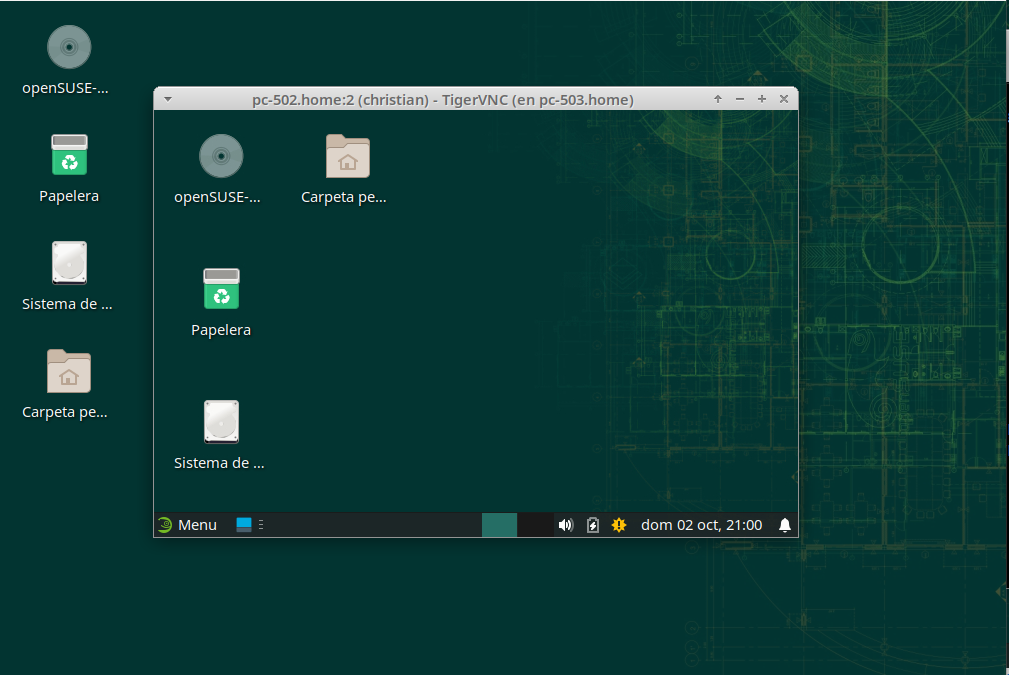 openSUSE-...
Papelera
Sistema de ...
Carpeta pe...
pc-502.home:2 (christian) - TigerVNC (en pc-503.home)
openSUSE-...
Carpeta pe...
Papelera
Sistema de ...
Menu
dom 02 oct, 21:00